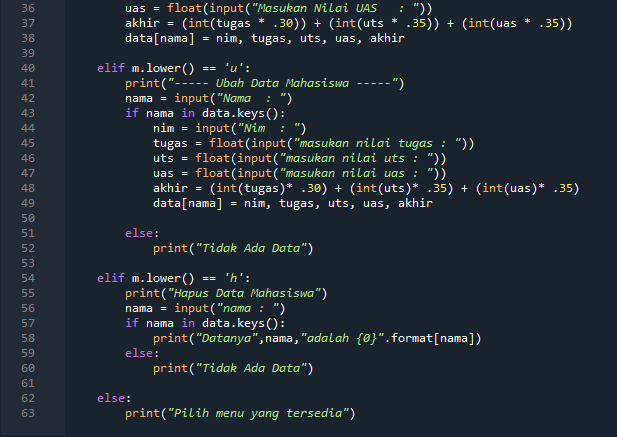 36 uas = float(input("Masukan Nilai UAS   : "))
37 akhir = (int(tugas * .30)) + (int(uts * .35)) + (int(uas * .35))
38 data[nama] = nim, tugas, uts, uas, akhir
39
40 elif m.lower() == 'u':
41 print("----- Ubah Data Mahasiswa -----")
42 nama = input("Nama  : ")
43 if nama in data.keys():
44 nim = input("Nim  : ")
45 tugas = float(input("masukan nilai tugas : "))
46 uts = float(input("masukan nilai uts : "))
47 uas = float(input("masukan nilai uas : "))
48 akhir = (int(tugas)* .30) + (int(uts)* .35) + (int(uas)* .35)
49 data[nama] = nim, tugas, uts, uas, akhir
50
51 else:
52 print("Tidak Ada Data")
53
54 elif m.lower() == 'h':
55 print("Hapus Data Mahasiswa")
56 nama = input("nama : ")
57 if nama in data.keys():
58 print("Datanya",nama,"adalah {0}".format[nama])
59 else:
60 print("Tidak Ada Data")
61
62 else:
63 print("Pilih menu yang tersedia")